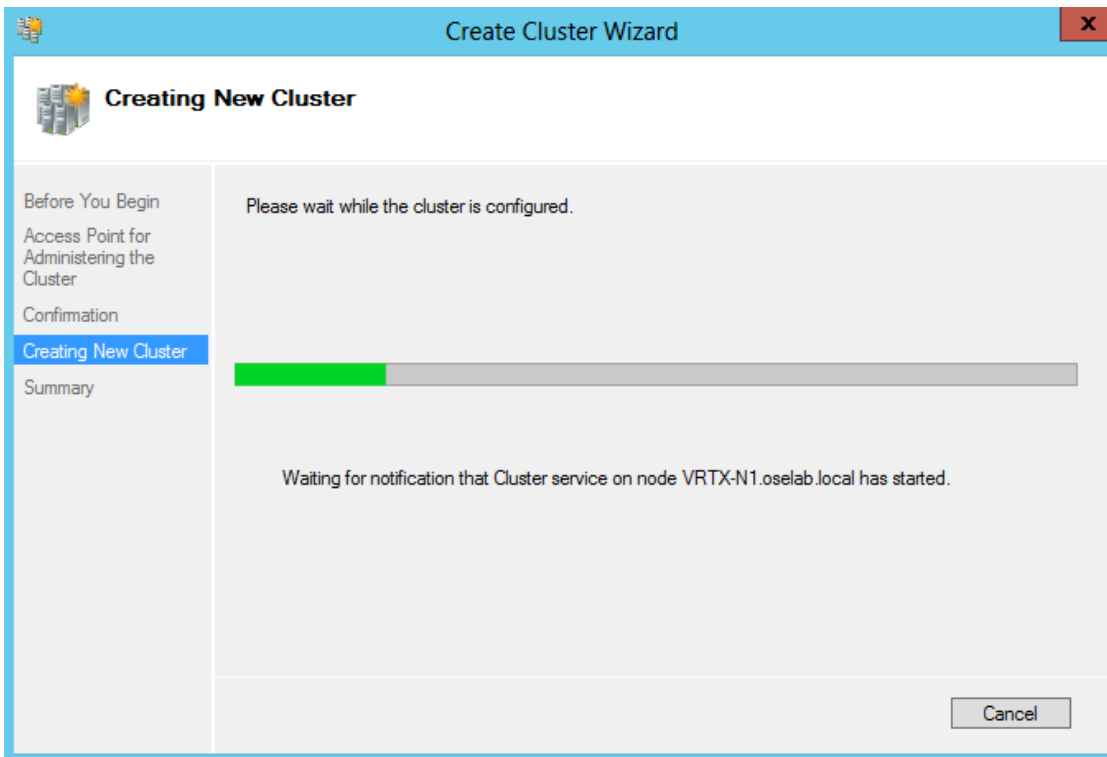 Create Cluster Wizard
x
Creating New Cluster
Before You Begin
Access Point for
Administering the
Cluster
Confirmation
Creating New Cluster
Summary
Please wait while the cluster is configured.
Waiting for notification that Cluster service on node VRTX-N1.oselab.local has started.
Cancel